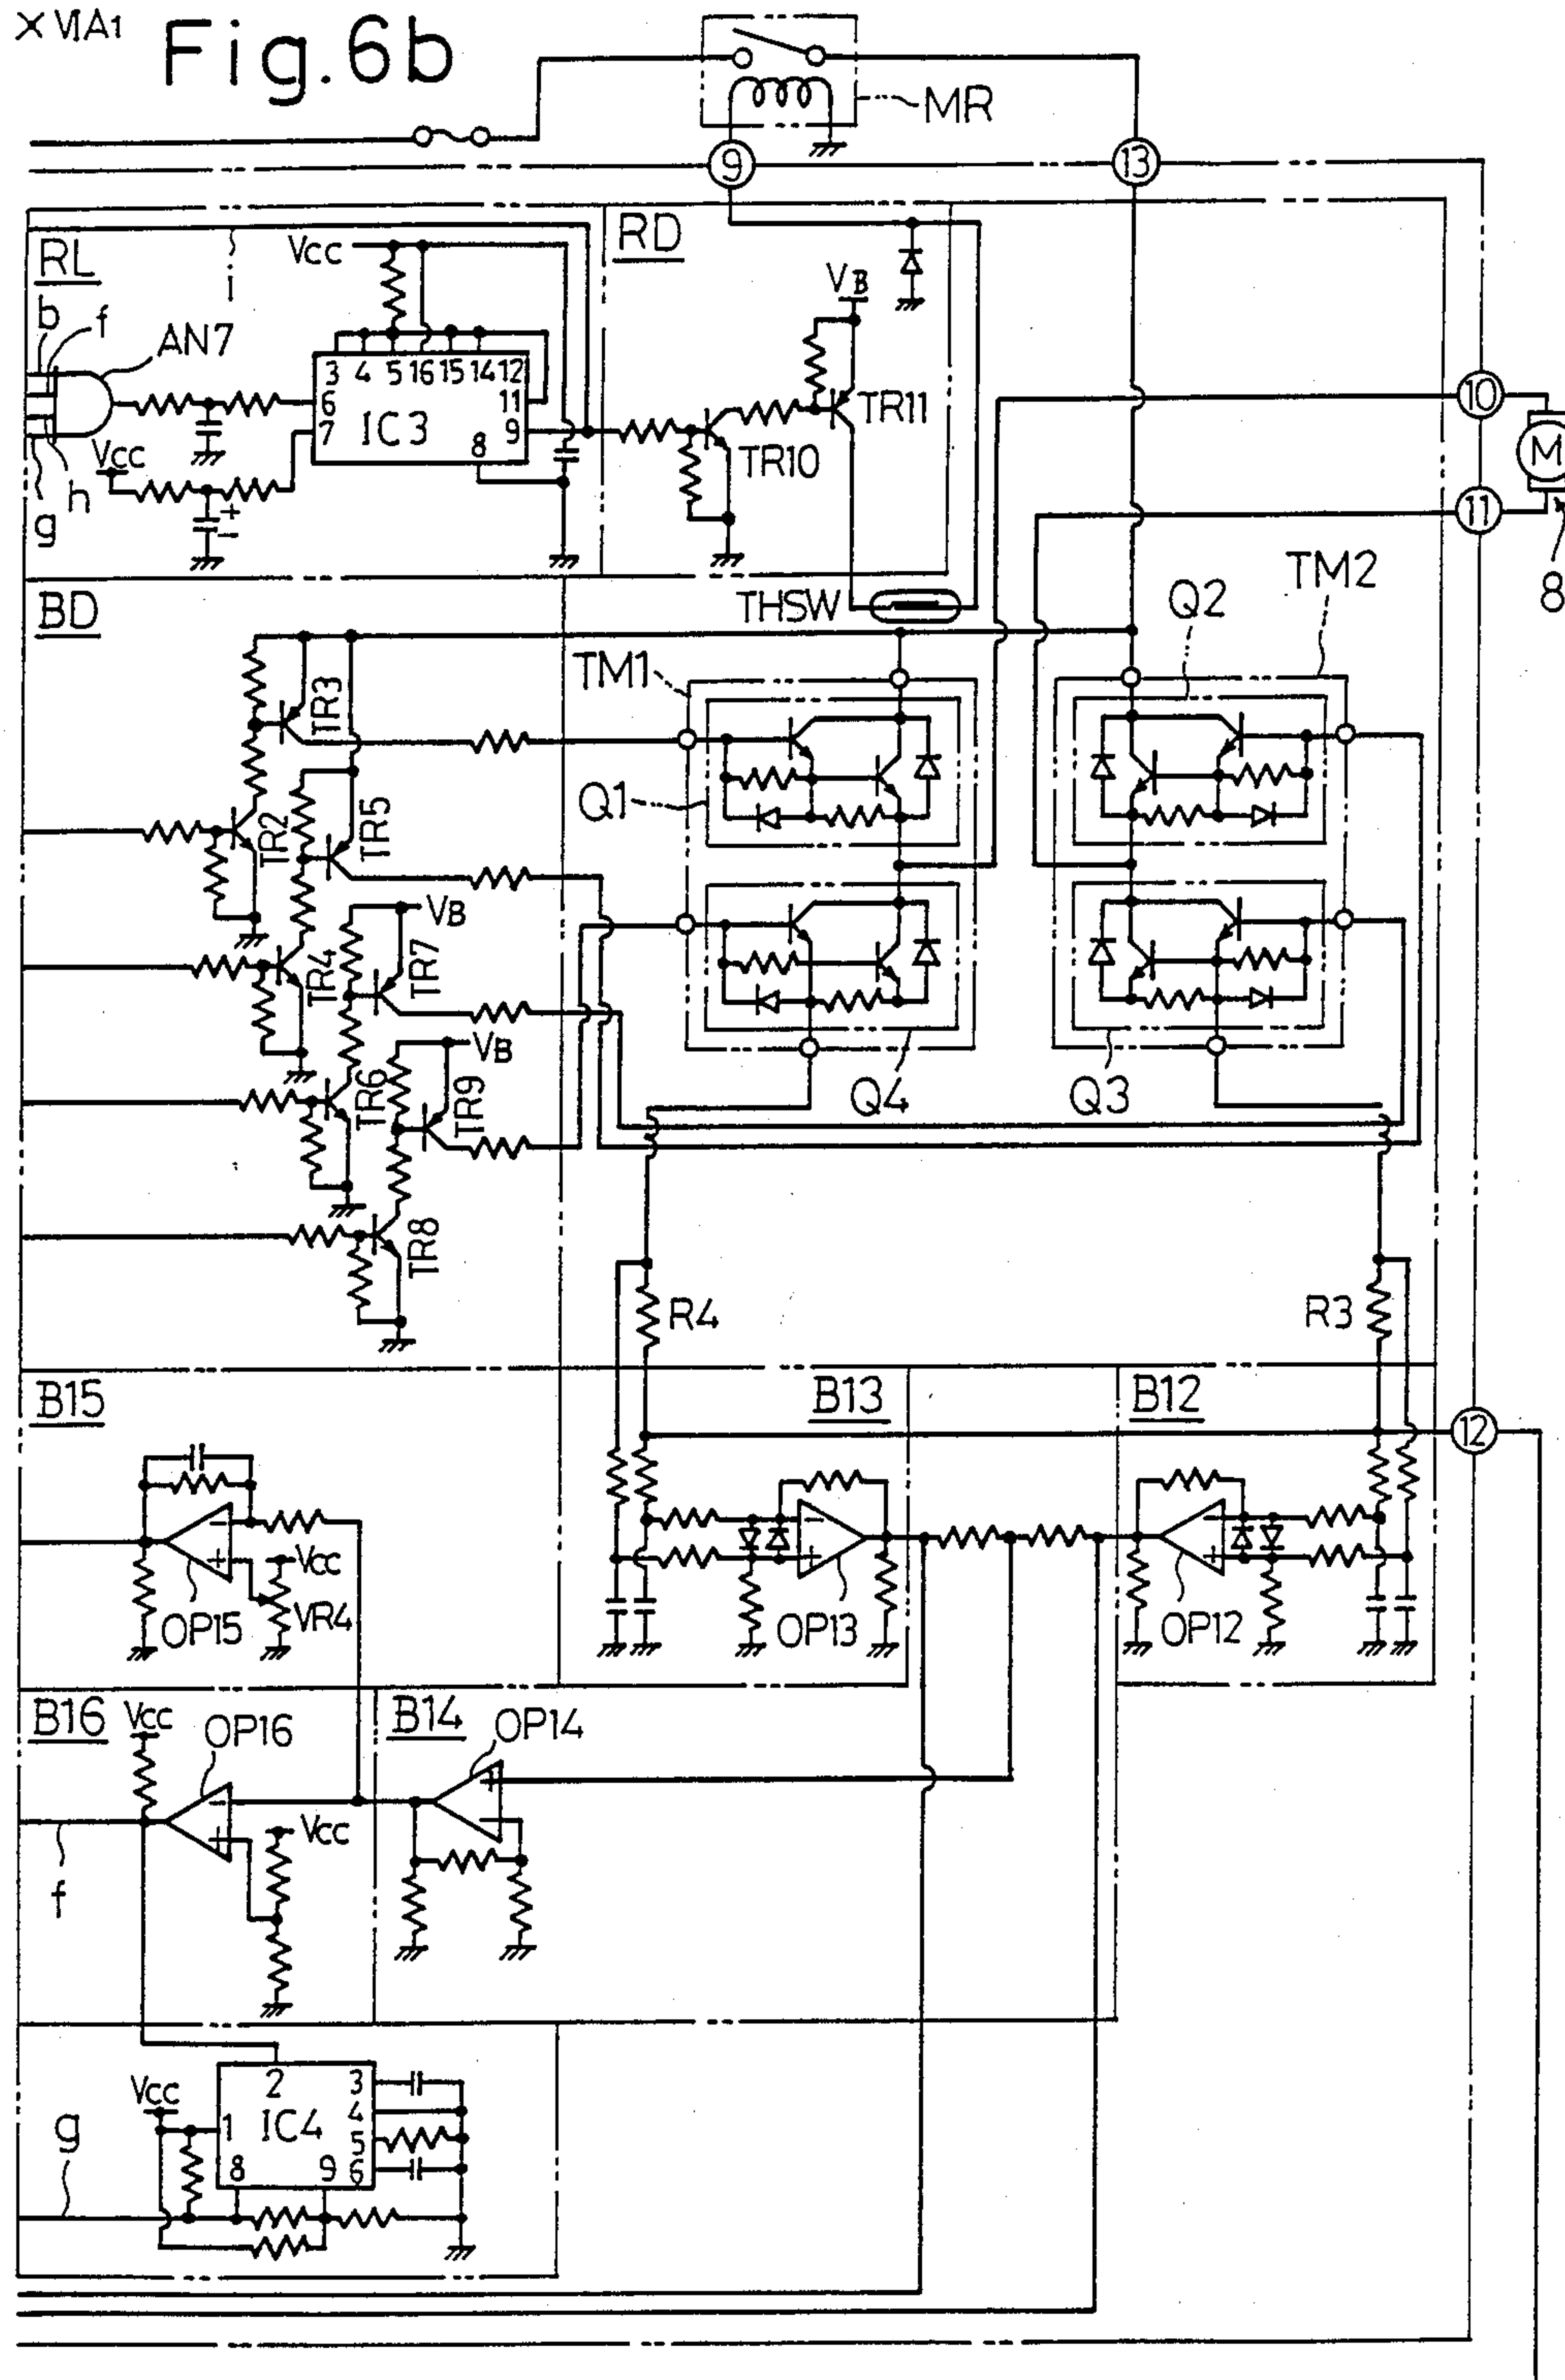 X VIA1
Fig.6b
MR
9
13
RL
i
Vcc
RD
VB
b
f
AN7
3 4 5 16 15 14 12
6
11
7
IC3
9
8
TR10
TR11
10
M
Vcc
g
h
+
-
11
8
BD
THSW
TM2
Q2
TM1
TR3
Q1
TR2
TR5
VB
TR4
TR7
VB
Q4
Q3
TR6
TR9
TR8
R4
R3
B15
B13
B12
12
-
+
Vcc
OP15
VR4
-
+
OP13
-
+
OP12
B16
Vcc
OP16
B14
OP14
-
+
+
-
Vcc
f
Vcc
2
3
1
IC4
4
5
8
9
6
g